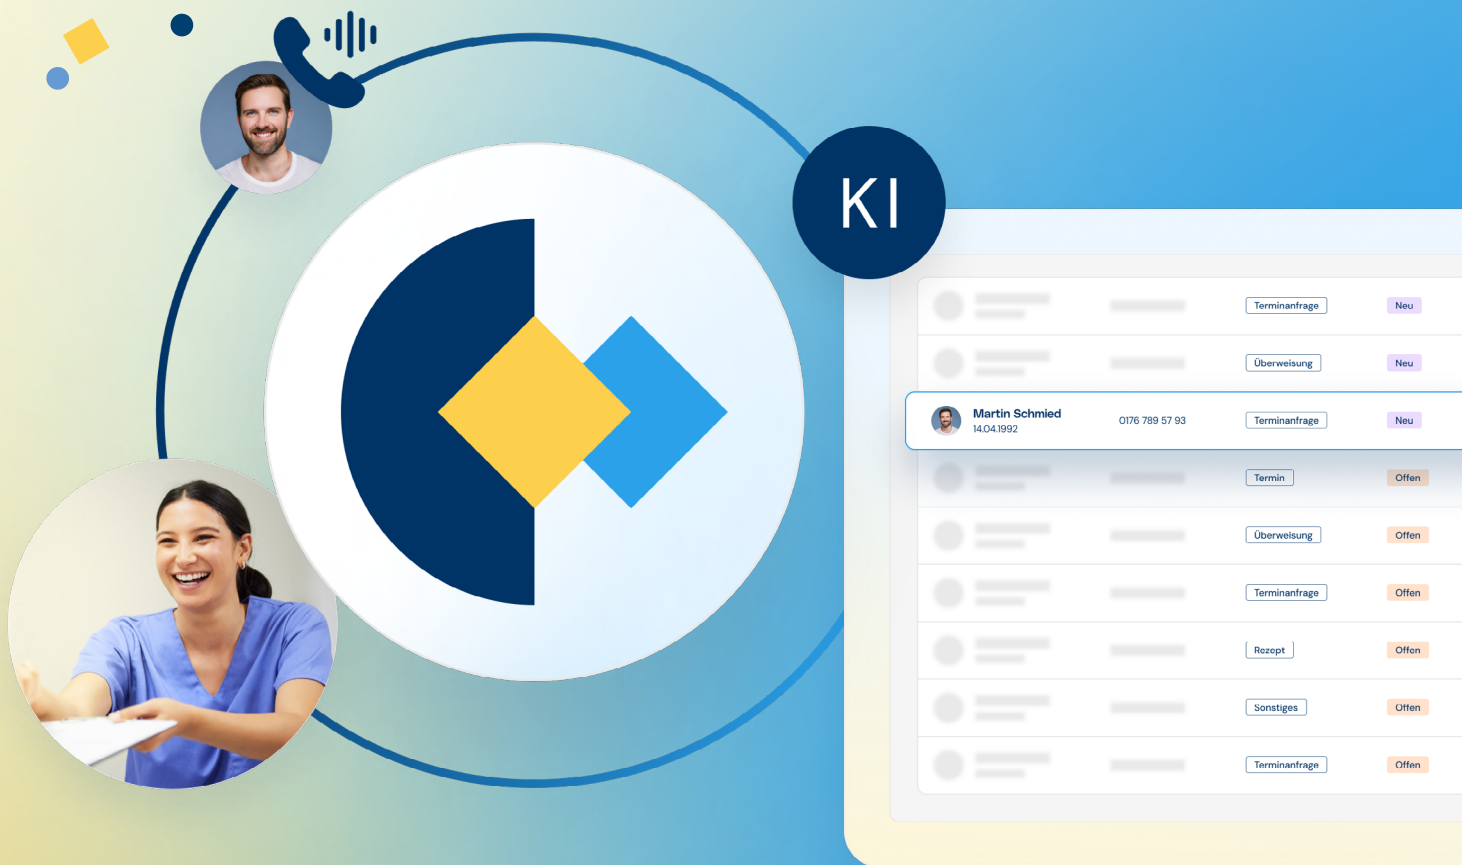 KI
Terminanfrage Neu
Überweisung Neu
Martin Schmied
14.04.1992
0176 789 57 93 Terminanfrage Neu
Termin Offen
Überweisung Offen
Terminanfrage Offen
Rezept Offen
Sonstiges Offen
Terminanfrage Offen